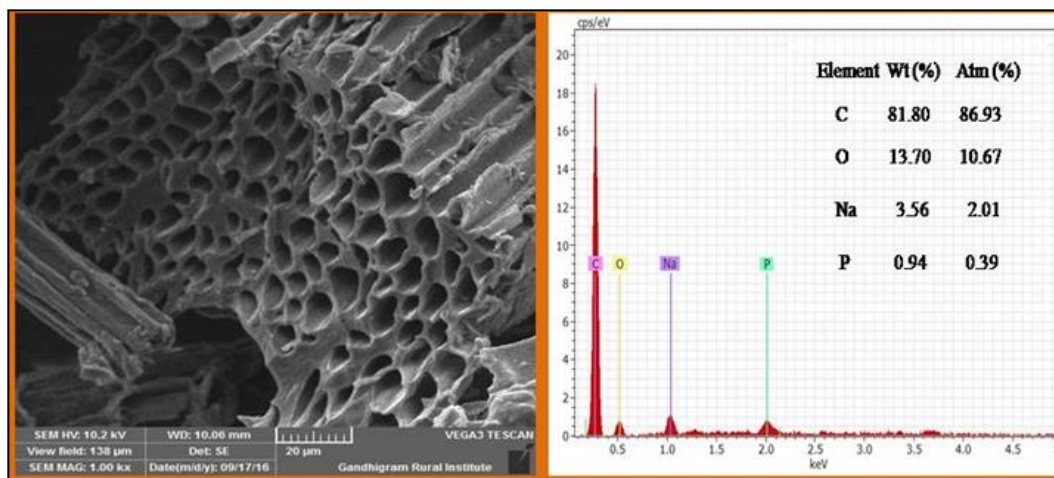 SEM HV: 10.2 kV WD: 10.06 mm VEGA3 TESCAN
View field: 138 µm Det: SE 20 µm
SEM MAG: 1.00 kx Date(m/d/y): 09/17/16 Gandhigram Rural Institute
cps/eV
Element Wt (%) Atm (%)
C 81.80 86.93
O 13.70 10.67
Na 3.56 2.01
P 0.94 0.39
20
18
16
14
12
10
8
6
4
2
0
C O Na P
0.5 1.0 1.5 2.0 2.5 3.0 3.5 4.0 4.5 5
keV